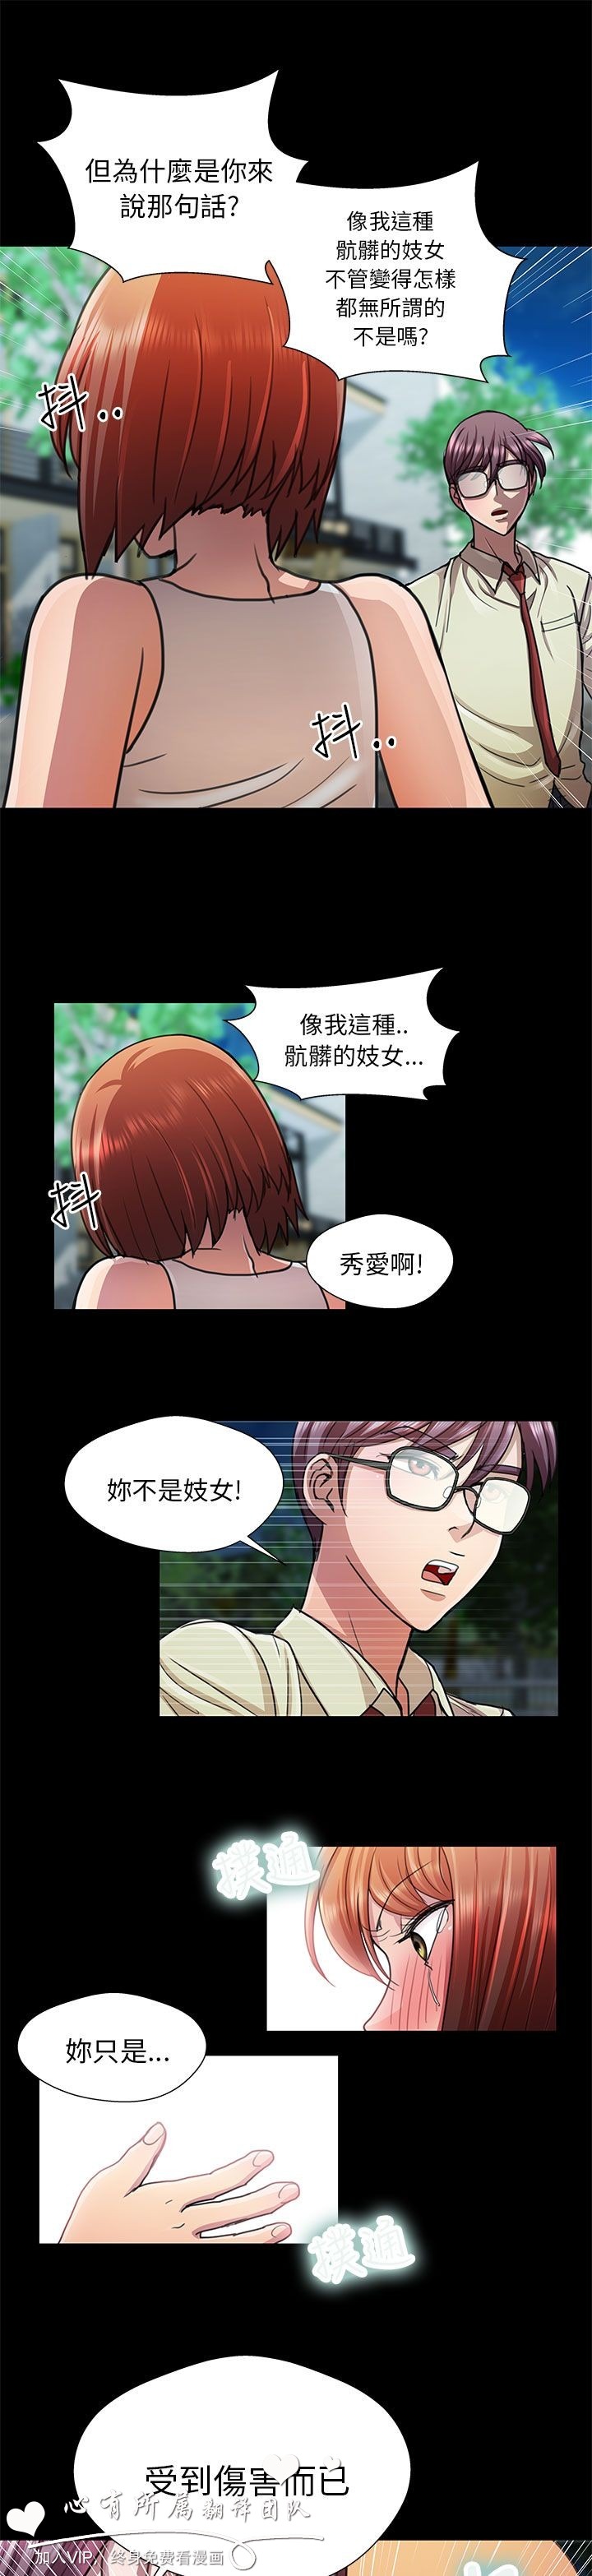 但為什麼是你來
說那句話?
像我這種
骯髒的妓女
不管變得怎樣
都無所謂的
不是嗎?
抖..
抖..
像我這種..
骯髒的妓女...
抖
秀愛啊!
妳不是妓女!
撲通
妳只是...
撲通
受到傷害而已
心有所属翻译团队
加入VIP，终身免费看漫画